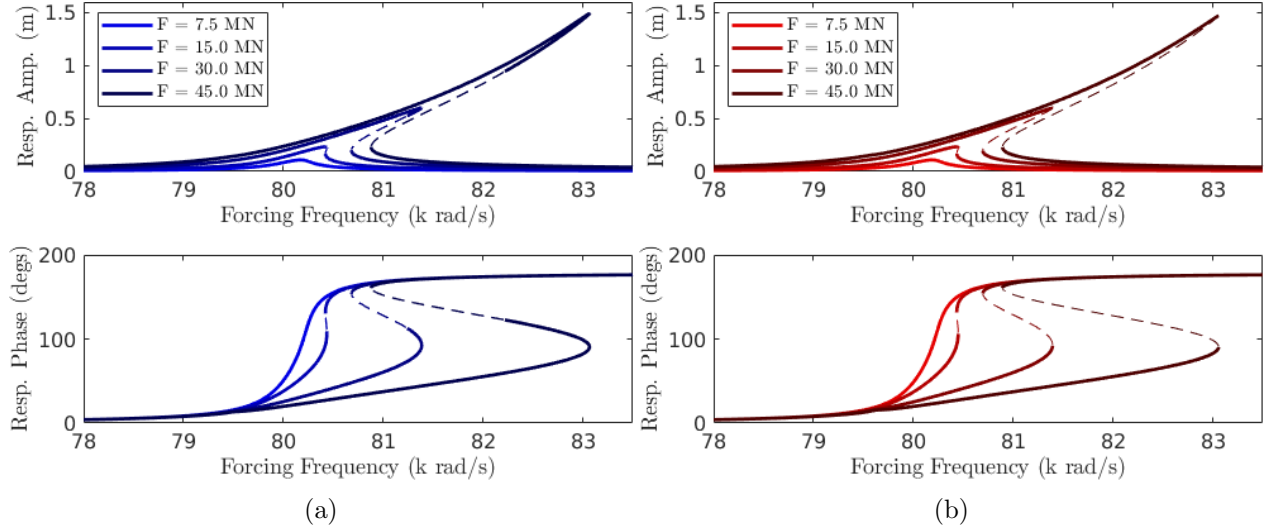 Resp. Amp. (m)
1.5
1
0.5
0
F = 7.5 MN
F = 15.0 MN
F = 30.0 MN
F = 45.0 MN
78 79 80 81 82 83
Forcing Frequency (k rad/s)
Resp. Phase (degs)
200
100
0
78 79 80 81 82 83
Forcing Frequency (k rad/s)
(a)
Resp. Amp. (m)
1.5
1
0.5
0
F = 7.5 MN
F = 15.0 MN
F = 30.0 MN
F = 45.0 MN
78 79 80 81 82 83
Forcing Frequency (k rad/s)
Resp. Phase (degs)
200
100
0
78 79 80 81 82 83
Forcing Frequency (k rad/s)
(b)